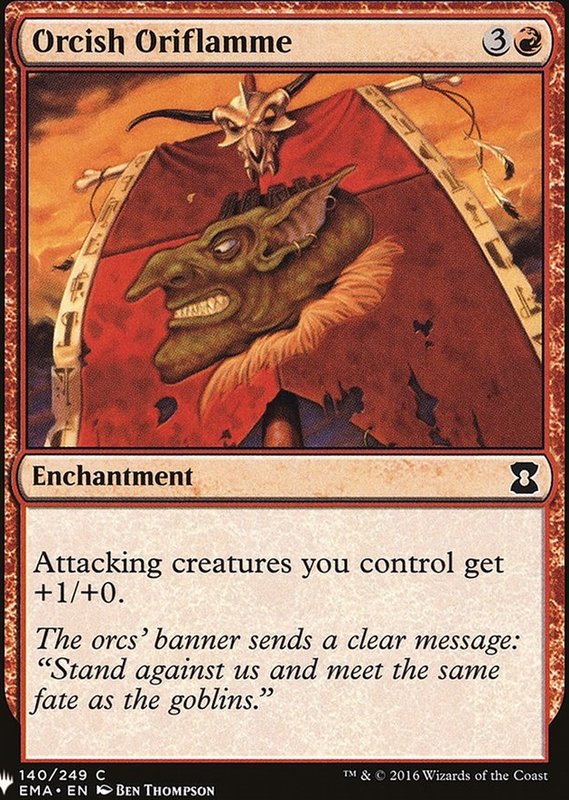 Orcish Oriflamme 3
Enchantment
Attacking creatures you control get
+1/+0.
The orcs’ banner sends a clear message:
“Stand against us and meet the same
fate as the goblins.”
140/249 C
EMA • EN Ben Thompson
™ & © 2016 Wizards of the Coast